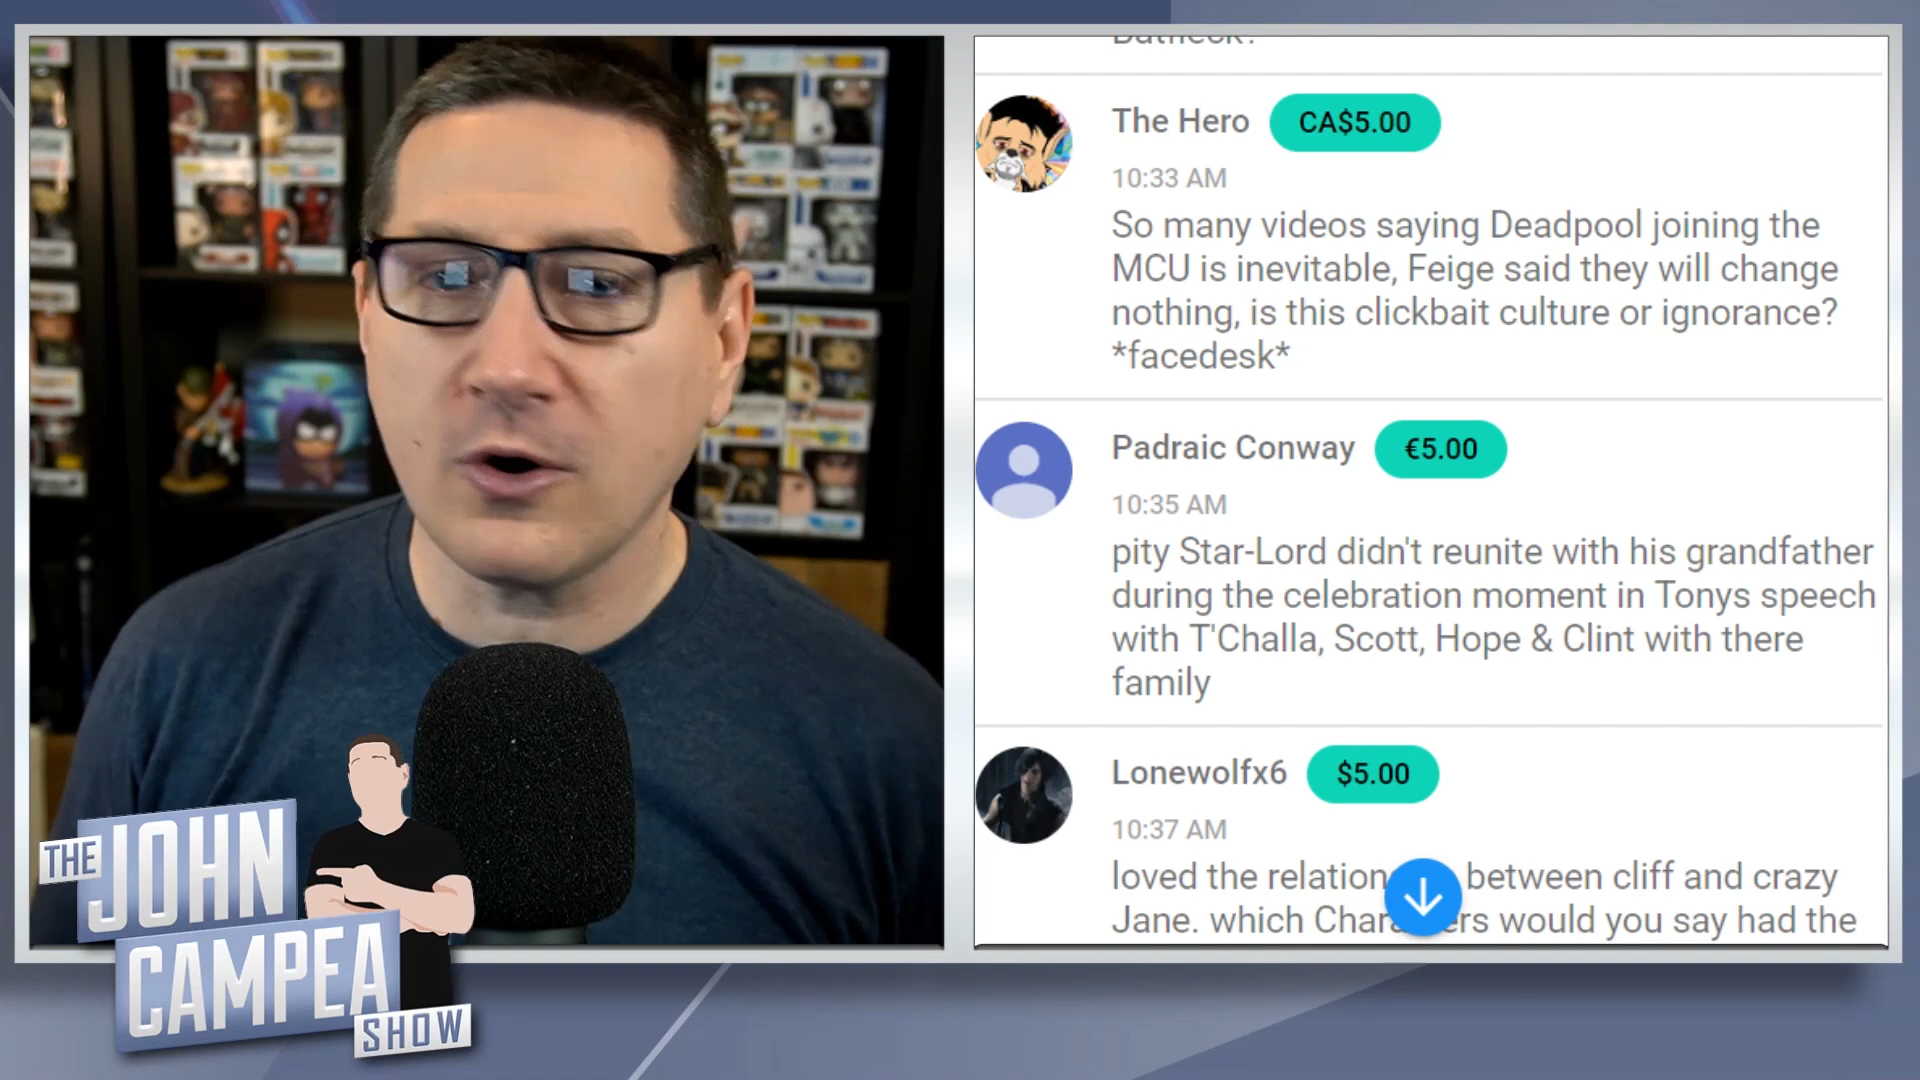 The Hero CA$5.00
10:33 AM
So many videos saying Deadpool joining the
MCU is inevitable, Feige said they will change
nothing, is this clickbait culture or ignorance?
*facedesk*
Padraic Conway €5.00
10:35 AM
pity Star-Lord didn't reunite with his grandfather
during the celebration moment in Tonys speech
with T'Challa, Scott, Hope & Clint with there
family
Lonewolfx6 $5.00
10:37 AM
loved the between cliff and crazy
Jane. which would you say had the
THE JOHN
CAMPEA
SHOW